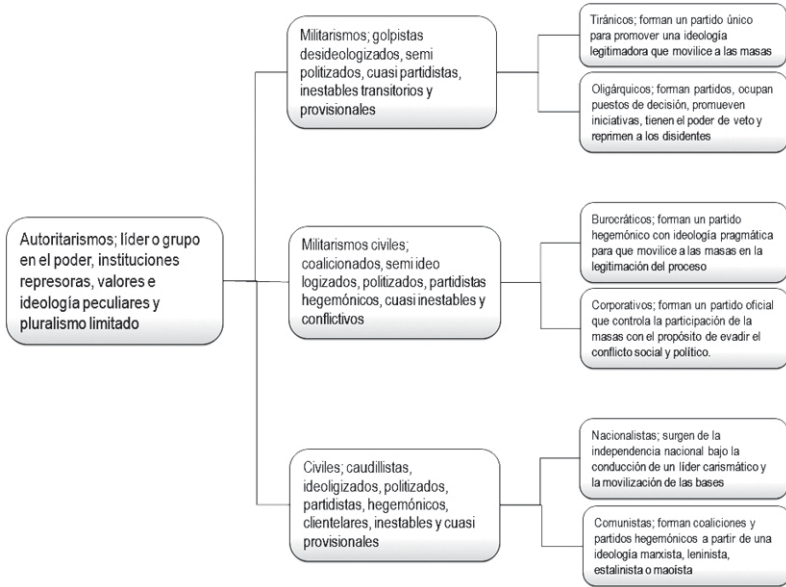 Autoritarismos; líder o grupo
en el poder, instituciones
represoras, valores e
ideología peculiares y
pluralismo limitado
Militarismos; golpistas
desideologizados, semi
politizados, cuasi partidistas,
inestables transitorios y
provisionales
Tiránicos; forman un partido único
para promover una ideología
legitimadora que movilice a las masas
Oligárquicos; forman partidos, ocupan
puestos de decisión, promueven
iniciativas, tienen el poder de veto y
reprimen a los disidentes
Militarismos civiles;
coalicionados, semi ideo
logizados, politizados, partidistas
hegemónicos, cuasi inestables y
conflictivos
Burocráticos; forman un partido
hegemónico con ideología pragmática
para que movilice a las masas en la
legitimación del proceso
Corporativos; forman un partido oficial
que controla la participación de la
masas con el propósito de evadir el
conflicto social y político.
Civiles; caudillistas,
ideoligizados, politizados,
partidistas, hegemónicos,
clientelares, inestables y cuasi
provisionales
Nacionalistas; surgen de la
independencia nacional bajo la
conducción de un líder carismático y
la movilización de las bases
Comunistas; forman coaliciones y
partidos hegemónicos a partir de una
ideología marxista, leninista,
estalinista o maoísta